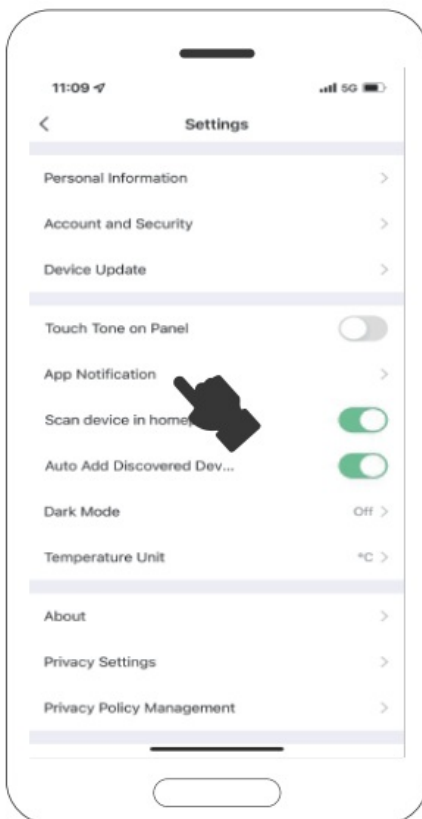 11:09
5G
Settings
Personal Information
Account and Security
Device Update
Touch Tone on Panel
App Notification
Scan device in home
Auto Add Discovered Dev...
Dark Mode Off
Temperature Unit °C
About
Privacy Settings
Privacy Policy Management